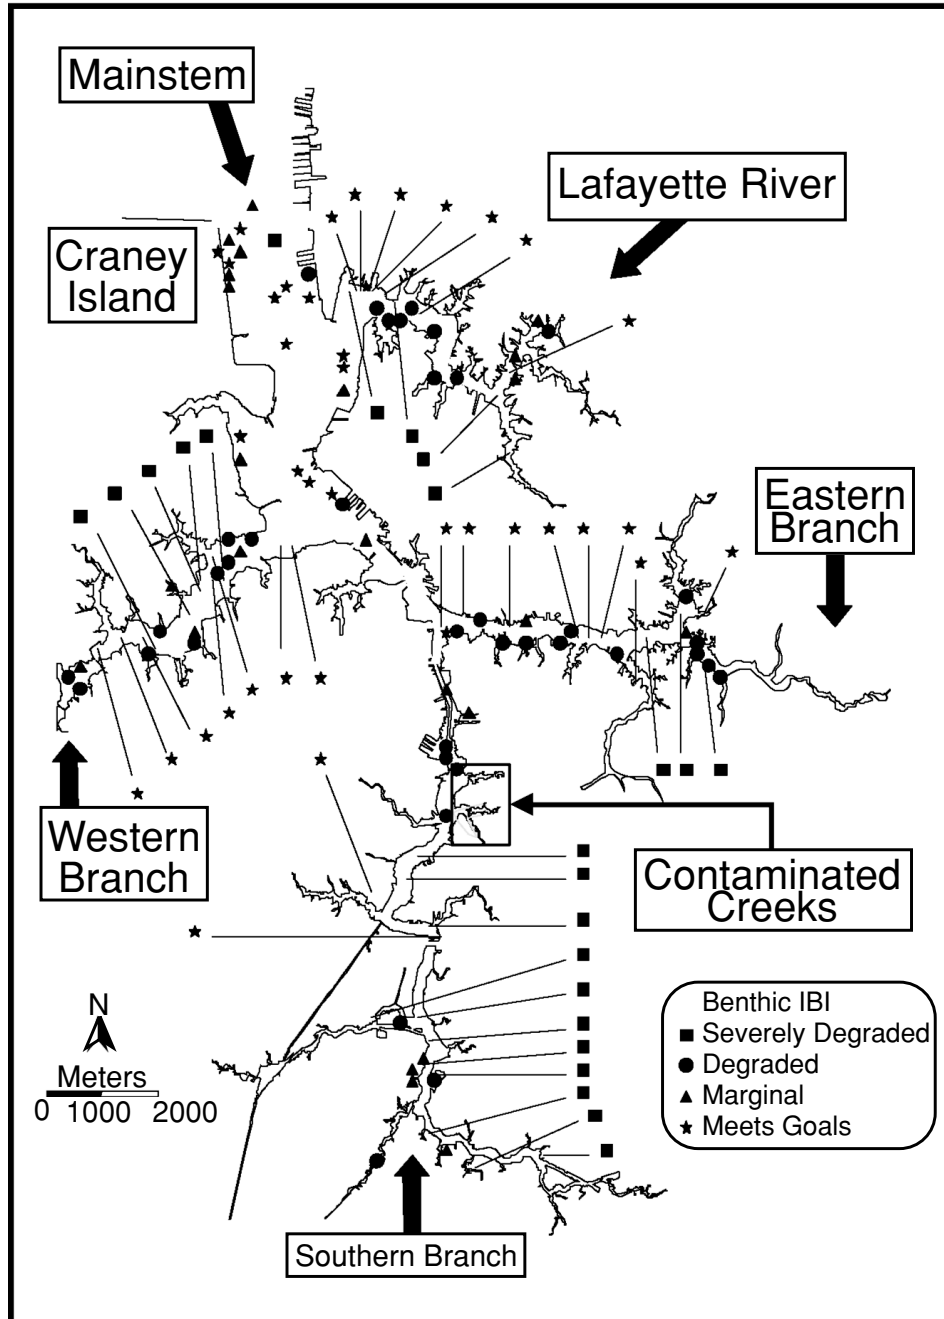 Mainstem
Lafayette River
Craney
Island
Eastern
Branch
Western
Branch
Contaminated
Creeks
N
Meters
0 1000 2000
Benthic IBI
Severely Degraded
Degraded
Marginal
Meets Goals
Southern Branch